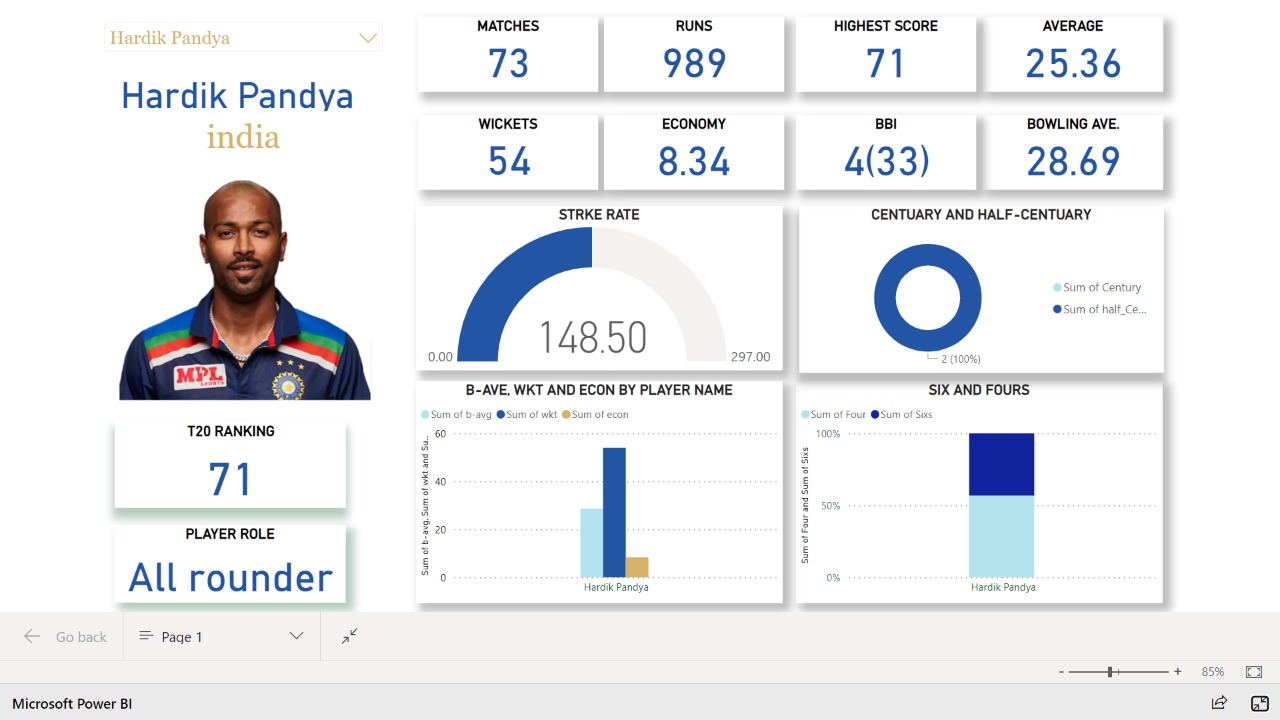 Hardik Pandya
Hardik Pandya
india
MPL
SPORTS
T20 RANKING
71
PLAYER ROLE
All rounder
MATCHES
73
RUNS
989
HIGHEST SCORE
71
AVERAGE
25.36
WICKETS
54
ECONOMY
8.34
BBI
4(33)
BOWLING AVE.
28.69
STRKE RATE
148.50
0.00
297.00
CENTUARY AND HALF-CENTUARY
Sum of Century
Sum of half_Ce...
2 (100%)
B-AVE, WKT AND ECON BY PLAYER NAME
Sum of b-avg Sum of wkt Sum of econ
Sum of b-avg, Sum of wkt and Su...
60
40
20
0
Hardik Pandya
SIX AND FOURS
Sum of Four Sum of Sixs
Sum of Four and Sum of Sixs
100%
50%
0%
Hardik Pandya
Go back
Page 1
- + 85%
Microsoft Power BI